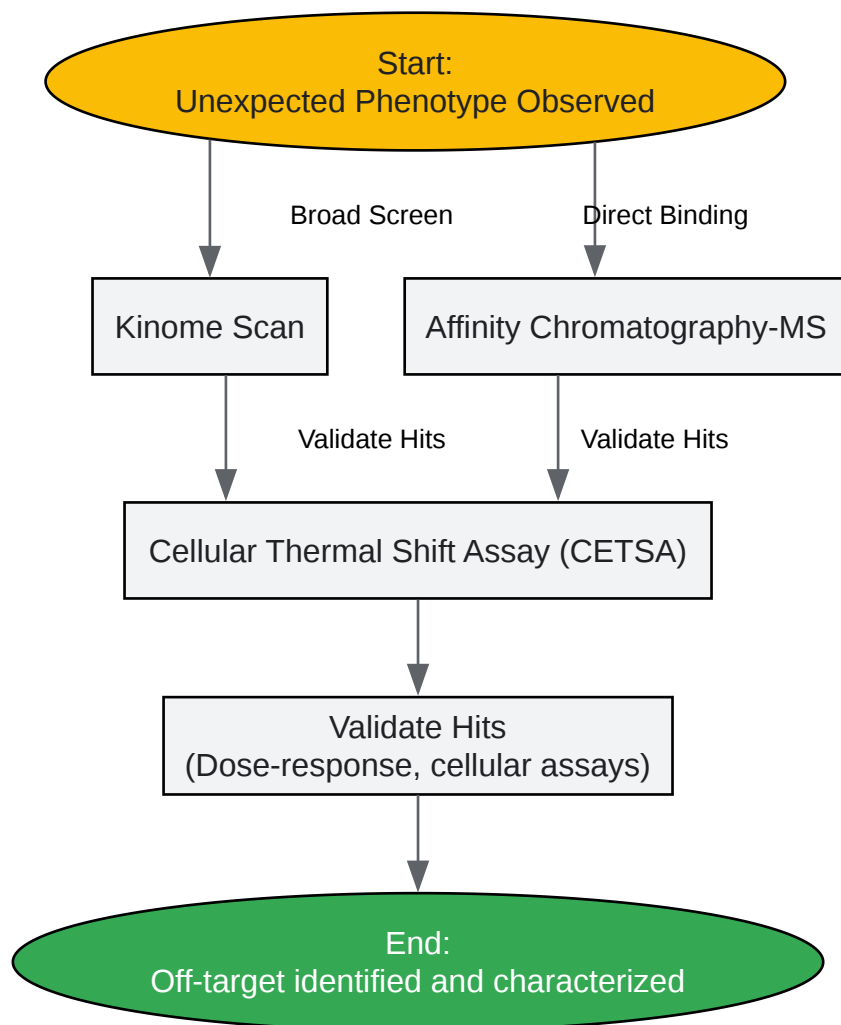 Start:
Unexpected Phenotype Observed
Broad Screen
Direct Binding
Kinome Scan
Affinity Chromatography-MS
Validate Hits
Validate Hits
Cellular Thermal Shift Assay (CETSA)
Validate Hits
(Dose-response, cellular assays)
End:
Off-target identified and characterized